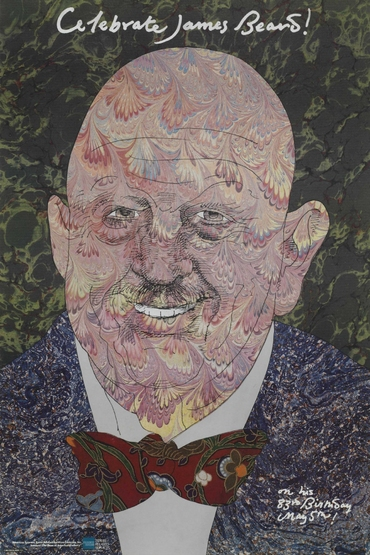 Celebrate James Beard!
on his
83rd Birthday
May 5th!